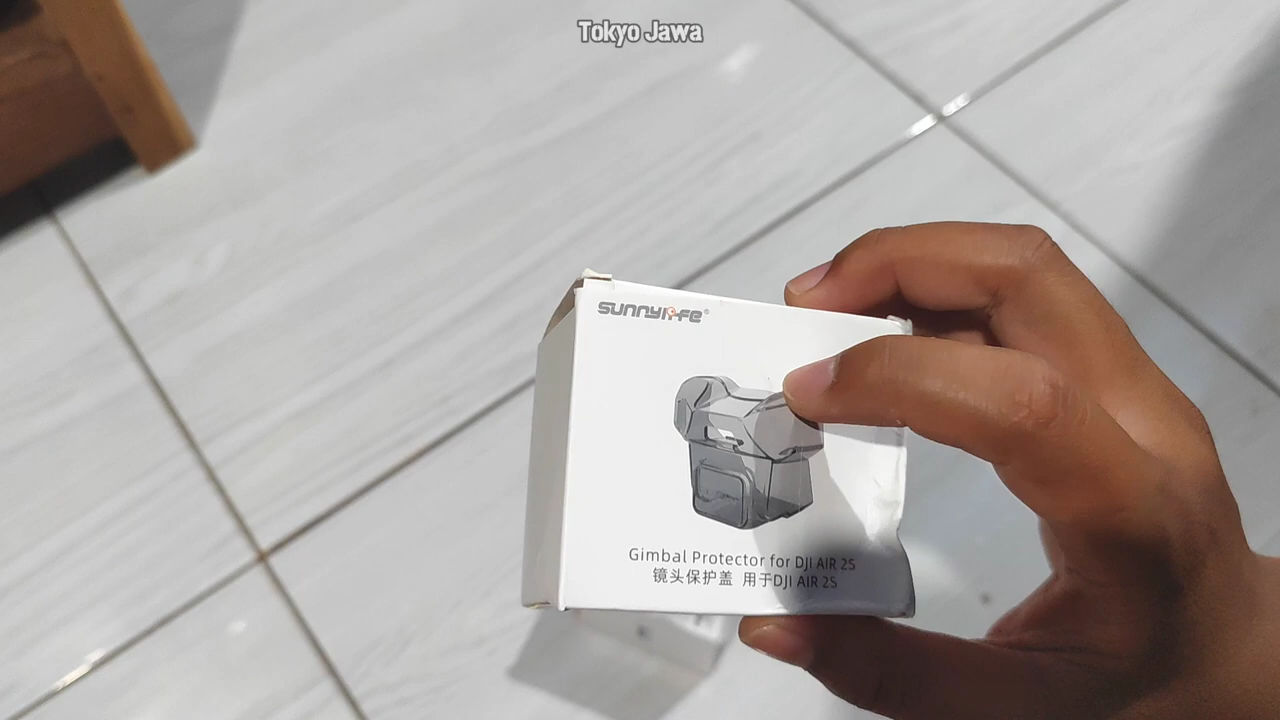 Tokyo Jawa
sunnylife®
Gimbal Protector for DJI AIR 2S
镜头保护盖 用于DJI AIR 2S